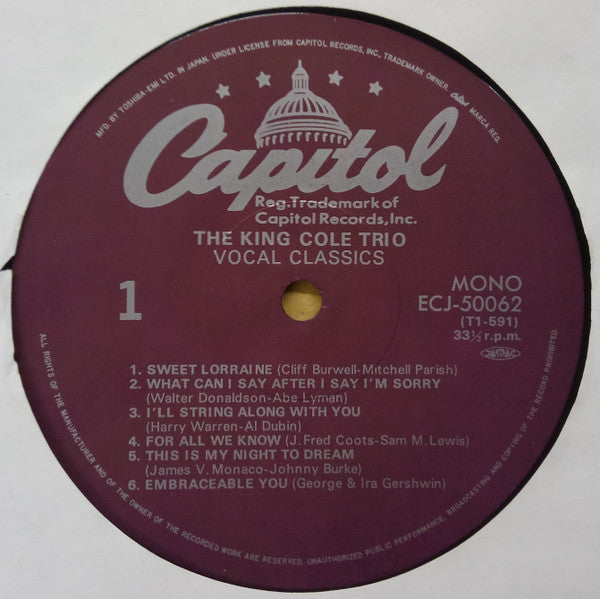 MFG. BY TOSHIBA-EMI LTD. IN JAPAN. UNDER LICENSE FROM CAPITOL RECORDS, INC., TRADEMARK OWNER. Capitol MARCA REG.
Capitol
Reg. Trademark of
Capitol Records, Inc.
THE KING COLE TRIO
VOCAL CLASSICS
1
MONO
ECJ-50062
(T1-591)
33⅓ r.p.m.
JASRAC
1. SWEET LORRAINE (Cliff Burwell-Mitchell Parish)
2. WHAT CAN I SAY AFTER I SAY I'M SORRY
(Walter Donaldson-Abe Lyman)
3. I'LL STRING ALONG WITH YOU
(Harry Warren-Al Dubin)
4. FOR ALL WE KNOW (J. Fred Coots-Sam M. Lewis)
5. THIS IS MY NIGHT TO DREAM
(James V. Monaco-Johnny Burke)
6. EMBRACEABLE YOU (George & Ira Gershwin)
ALL RIGHTS OF THE MANUFACTURER AND OF THE OWNER OF THE RECORDED WORK ARE RESERVED. UNAUTHORIZED PUBLIC PERFORMANCE, BROADCASTING AND COPYING OF THE RECORD PROHIBITED.